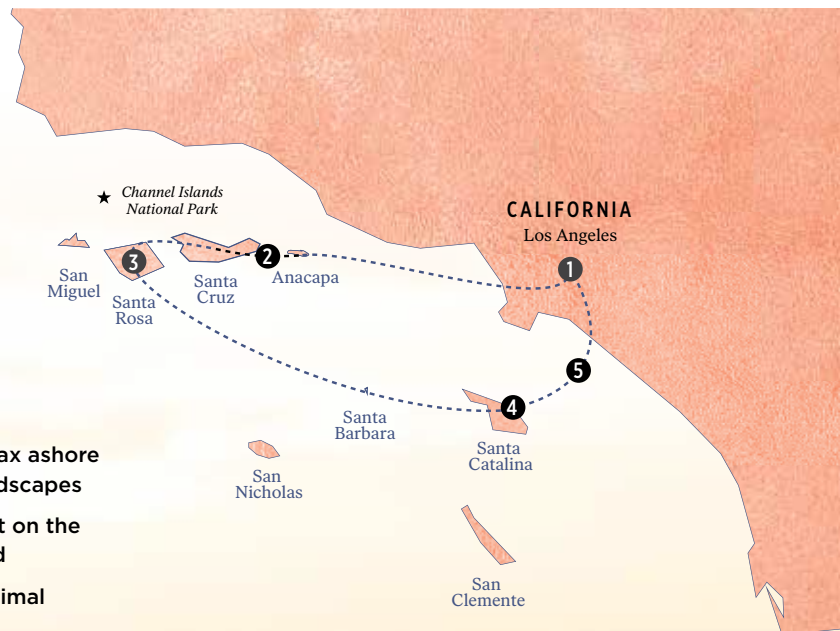 Channel Islands
National Park
CALIFORNIA
Los Angeles
1
2
3
San
Miguel
Santa
Rosa
Santa
Cruz
Anacapa
5
4
Santa
Barbara
Santa
Catalina
San
Nicholas
San
Clemente
ax ashore
dscapes
t on the
d
imal